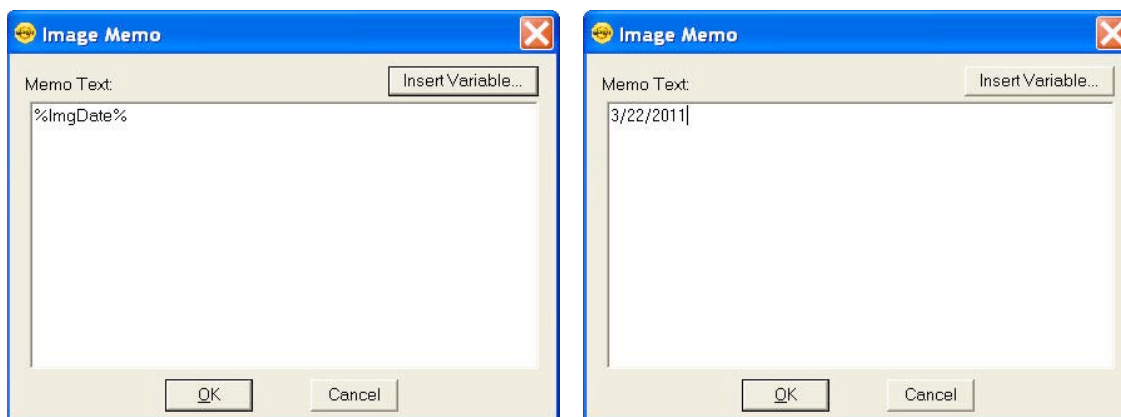 Image Memo
Memo Text:
Insert Variable...
%ImgDate%
OK
Cancel
Image Memo
Memo Text:
Insert Variable...
3/22/2011
OK
Cancel